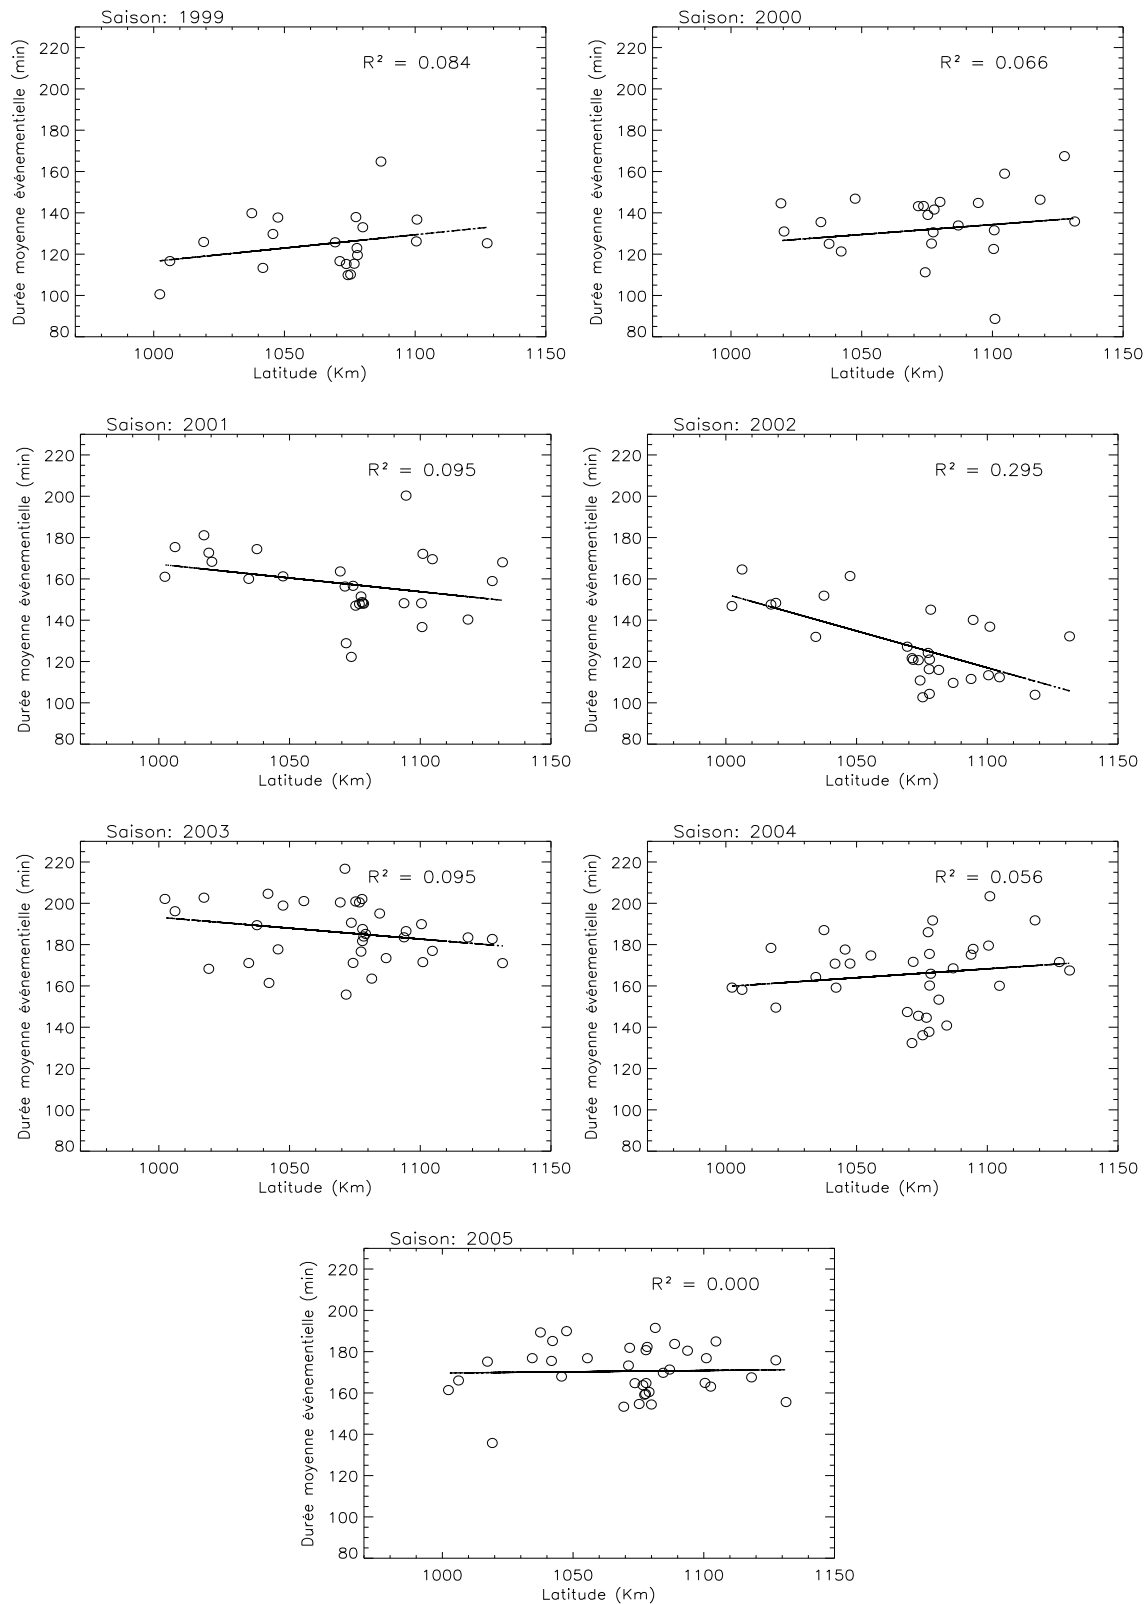 Saison: 1999
R² = 0.084
Durée moyenne événementielle (min)
220
200
180
160
140
120
100
80
1000 1050 1100 1150
Latitude (Km)
Saison: 2000
R² = 0.066
Durée moyenne événementielle (min)
220
200
180
160
140
120
100
80
1000 1050 1100 1150
Latitude (Km)
Saison: 2001
R² = 0.095
Durée moyenne événementielle (min)
220
200
180
160
140
120
100
80
1000 1050 1100 1150
Latitude (Km)
Saison: 2002
R² = 0.295
Durée moyenne événementielle (min)
220
200
180
160
140
120
100
80
1000 1050 1100 1150
Latitude (Km)
Saison: 2003
R² = 0.095
Durée moyenne événementielle (min)
220
200
180
160
140
120
100
80
1000 1050 1100 1150
Latitude (Km)
Saison: 2004
R² = 0.056
Durée moyenne événementielle (min)
220
200
180
160
140
120
100
80
1000 1050 1100 1150
Latitude (Km)
Saison: 2005
R² = 0.000
Durée moyenne événementielle (min)
220
200
180
160
140
120
100
80
1000 1050 1100 1150
Latitude (Km)